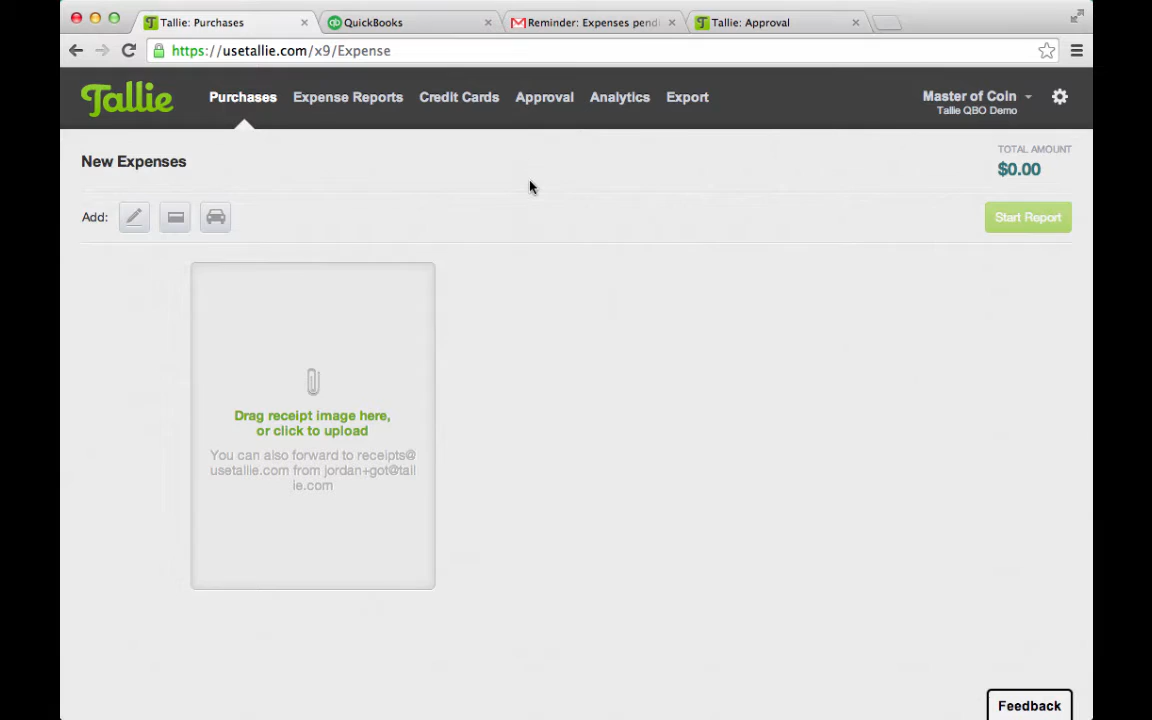 Tallie: Purchases
QuickBooks
Reminder: Expenses pendi
Tallie: Approval
https://usetallie.com/x9/Expense
Tallie
Purchases
Expense Reports
Credit Cards
Approval
Analytics
Export
Master of Coin
Tallie QBO Demo
New Expenses
TOTAL AMOUNT
$0.00
Add:
Start Report
Drag receipt image here,
or click to upload
You can also forward to receipts@
usetallie.com from jordan+got@tall
ie.com
Feedback